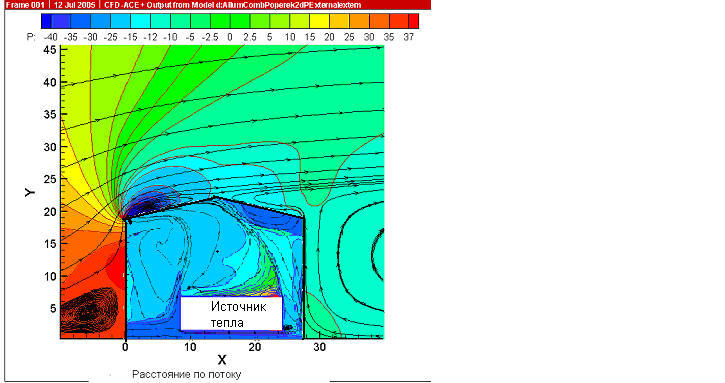 Frame 001 | 12 Jul 2005 | CFD-ACE + Output from Model d:AllumCombPoperek2dPExternalextern
P: -40 -35 -30 -25 -15 -12 -10 -5 -2.5 0 2.5 5 10 15 20 25 30 35 37
45
40
35
30
25
20
15
10
5
Y
Источник
тепла
0 10 20 30
X
Расстояние по потоку